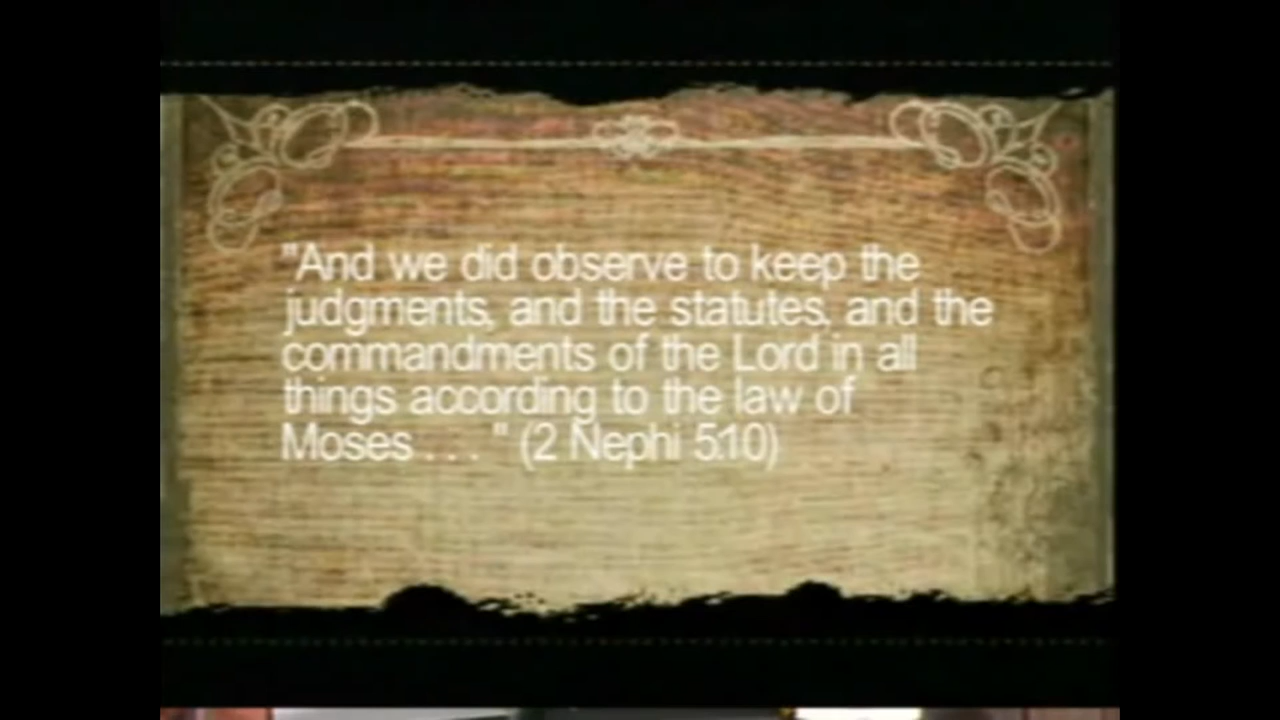 "And we did observe to keep the
judgments, and the statutes, and the
commandments of the Lord in all
things according to the law of
Moses . . . " (2 Nephi 5:10)